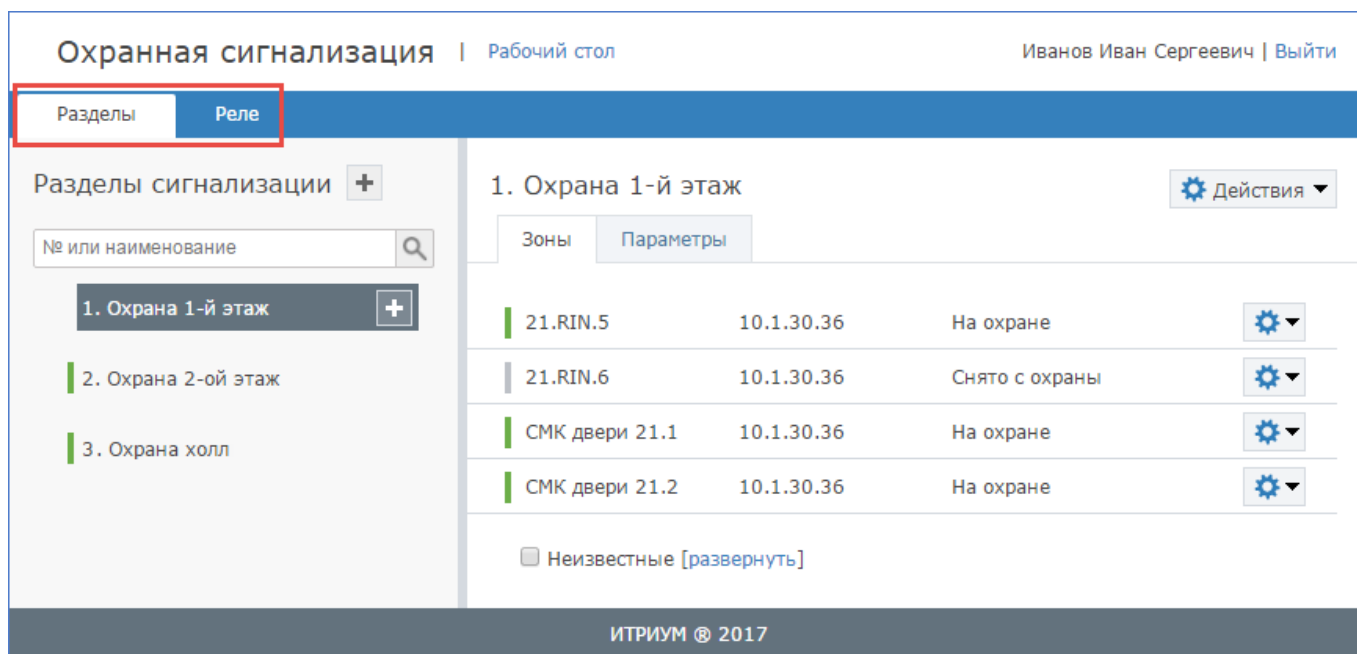 Охранная сигнализация | Рабочий стол Иванов Иван Сергеевич | Выйти
Разделы Реле
Разделы сигнализации +
№ или наименование
1. Охрана 1-й этаж +
2. Охрана 2-ой этаж
3. Охрана холл
1. Охрана 1-й этаж Действия
Зоны Параметры
21.RIN.5 10.1.30.36 На охране
21.RIN.6 10.1.30.36 Снято с охраны
СМК двери 21.1 10.1.30.36 На охране
СМК двери 21.2 10.1.30.36 На охране
Неизвестные [развернуть]
ИТРИУМ ® 2017